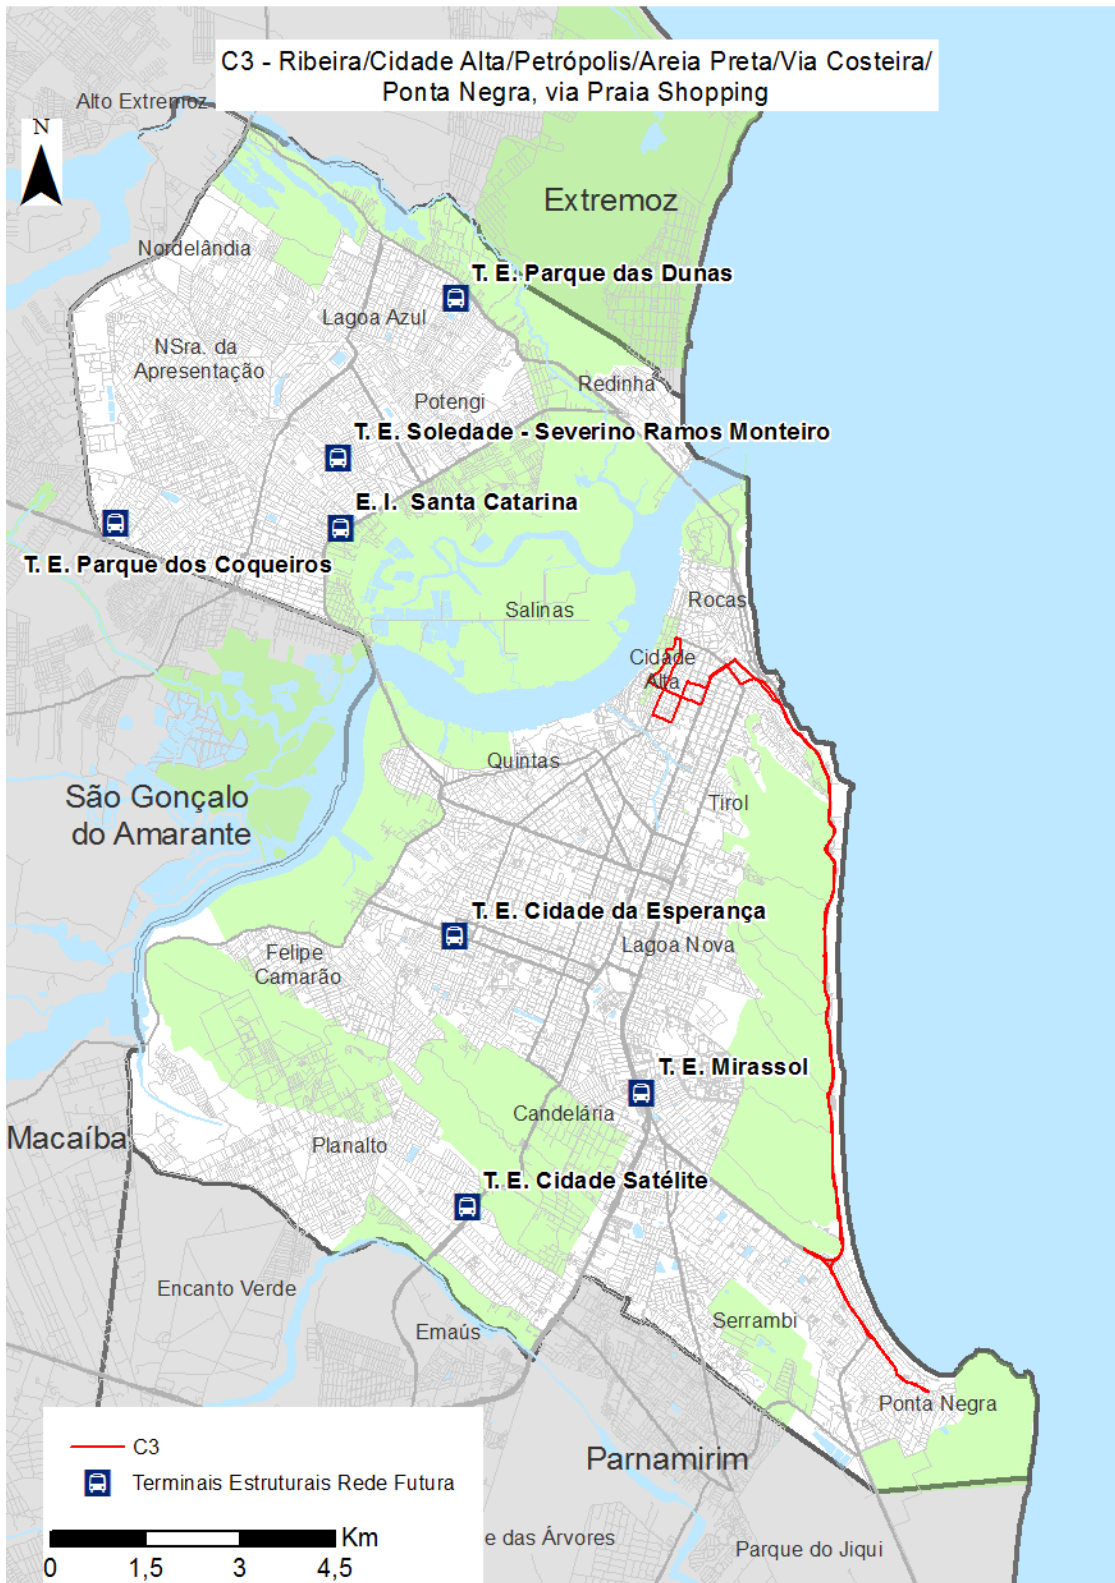 C3 - Ribeira/Cidade Alta/Petrópolis/Areia Preta/Via Costeira/
Ponta Negra, via Praia Shopping
Alto Extremoz
N
Extremoz
Nordelândia
T. E. Parque das Dunas
Lagoa Azul
NSra. da
Apresentação
Redinha
Potengi
T. E. Soledade - Severino Ramos Monteiro
E. I. Santa Catarina
T. E. Parque dos Coqueiros
Salinas
Rocas
Cidade
Alta
Quintas
São Gonçalo
do Amarante
Tirol
T. E. Cidade da Esperança
Lagoa Nova
Felipe
Camarão
T. E. Mirassol
Candelária
Macaíba
Planalto
T. E. Cidade Satélite
Encanto Verde
Emaús
Serrambi
Ponta Negra
Parnamirim
C3
Terminais Estruturais Rede Futura
Km
0 1,5 3 4,5
e das Árvores
Parque do Jiqui